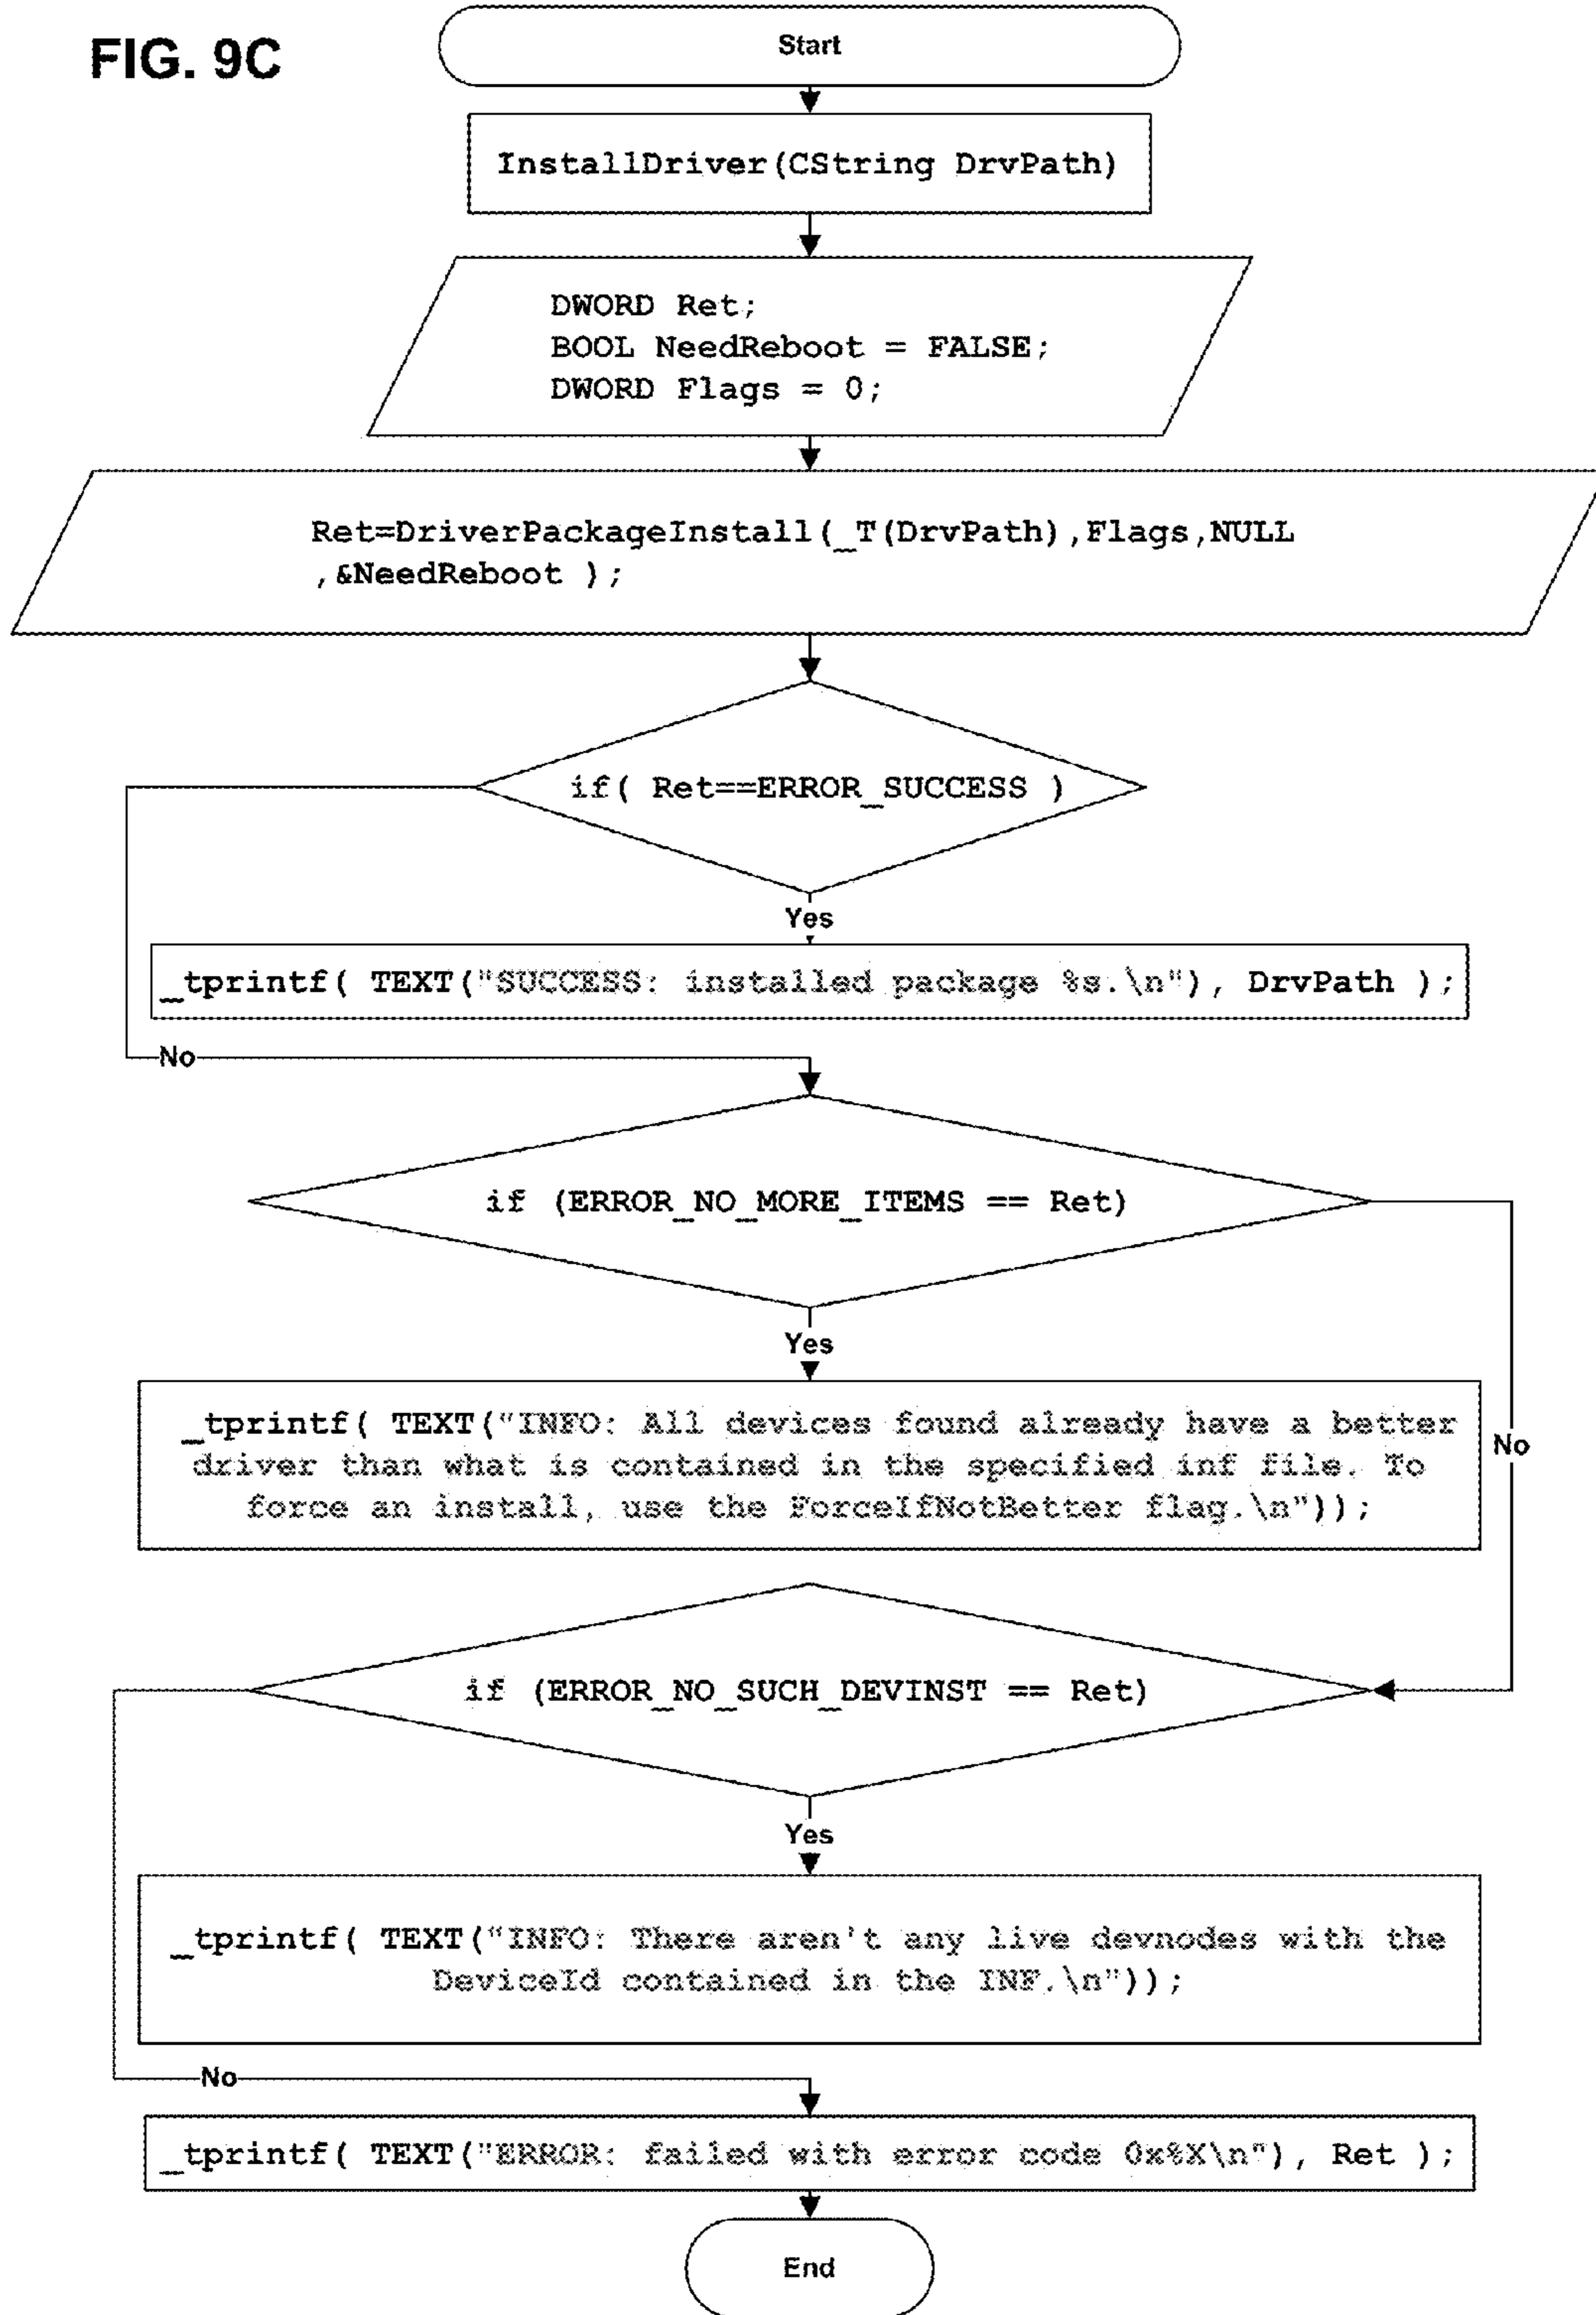 FIG. 9C
Start
InstallDriver(CString DrvPath)
DWORD Ret;
BOOL NeedReboot = FALSE;
DWORD Flags = 0;
Ret=DriverPackageInstall(_T(DrvPath),Flags,NULL
,&NeedReboot );
if( Ret==ERROR_SUCCESS )
Yes
_tprintf( TEXT("SUCCESS: installed package %s.\n"), DrvPath );
No
if (ERROR_NO_MORE_ITEMS == Ret)
Yes
_tprintf( TEXT("INFO: All devices found already have a better
driver than what is contained in the specified inf file. To
force an install, use the ForceIfNotBetter flag.\n"));
No
if (ERROR_NO_SUCH_DEVINST == Ret)
Yes
_tprintf( TEXT("INFO: There aren't any live devnodes with the
DeviceId contained in the INF.\n"));
No
_tprintf( TEXT("ERROR: failed with error code 0x%X\n"), Ret );
End